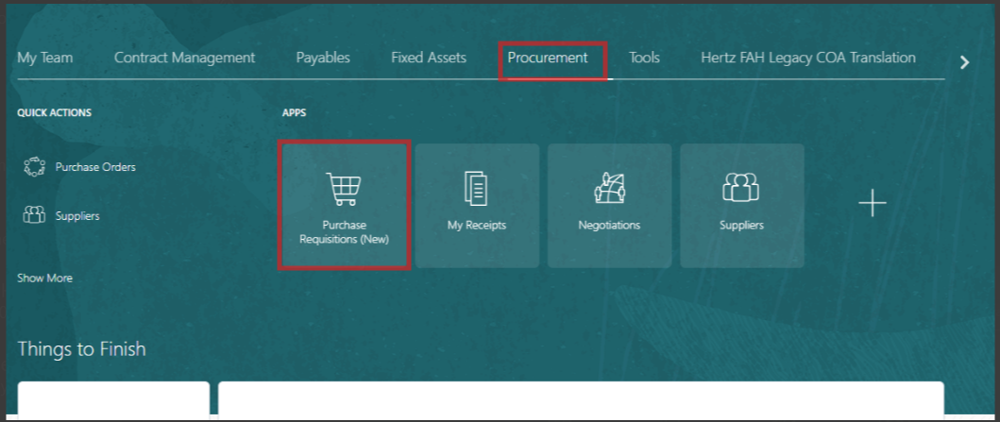 My Team Contract Management Payables Fixed Assets Procurement Tools Hertz FAH Legacy COA Translation
QUICK ACTIONS
APPS
Purchase Orders
Suppliers
Show More
Purchase
Requisitions (New)
My Receipts
Negotiations
Suppliers
Things to Finish